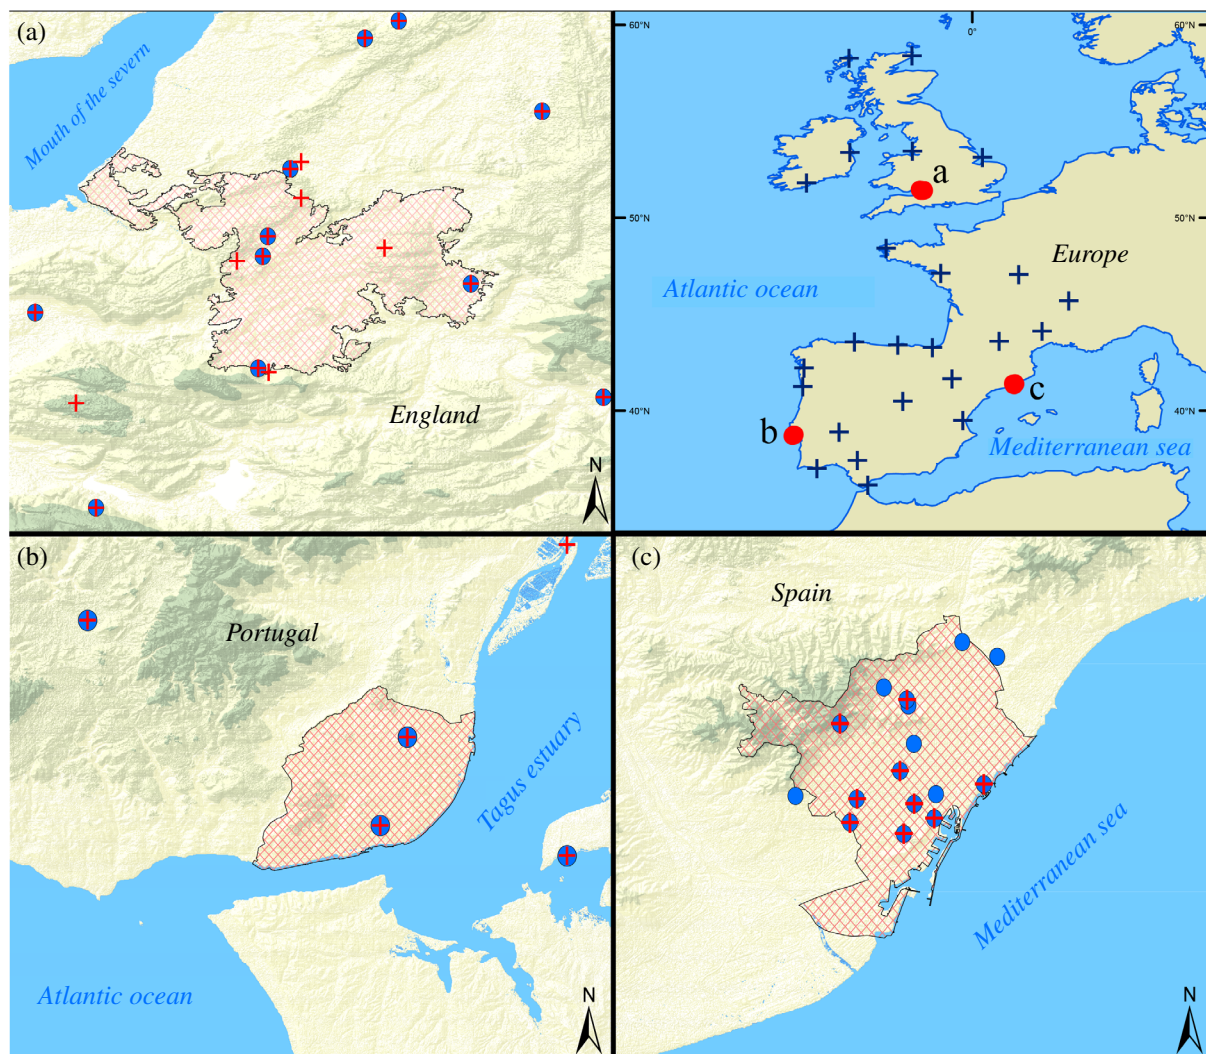 (a)
Mouth of the severn
England
N
60°N
0°
60°N
a
50°N
50°N
Europe
Atlantic ocean
c
40°N
40°N
b
Mediterranean sea
(b)
Portugal
Tagus estuary
Atlantic ocean
N
(c)
Spain
Mediterranean sea
N